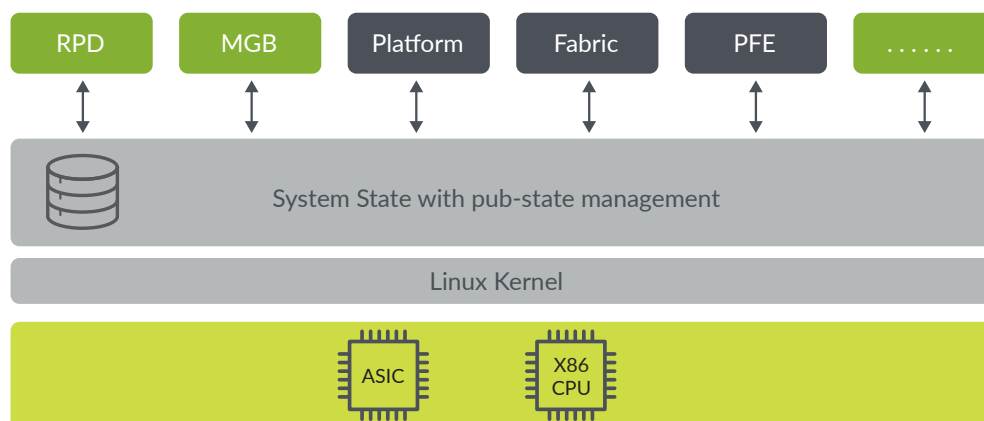 RPD
MGB
Platform
Fabric
PFE
......
System State with pub-state management
Linux Kernel
ASIC
X86
CPU